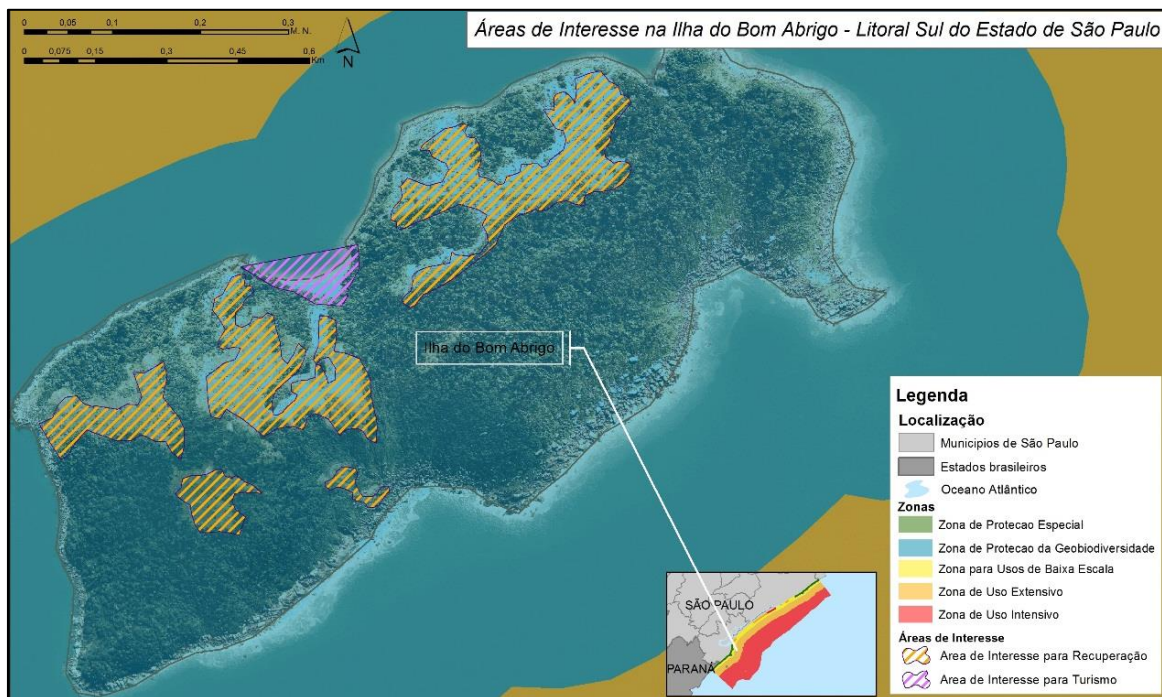 Áreas de Interesse na Ilha do Bom Abrigo - Litoral Sul do Estado de São Paulo
0 0,05 0,1 0,2 0,3
M. N.
0 0,075 0,15 0,3 0,45 0,6
Km
N
Ilha do Bom Abrigo
SÃO PAULO
PARANÁ
Legenda
Localização
Municipios de São Paulo
Estados brasileiros
Oceano Atlântico
Zonas
Zona de Protecao Especial
Zona de Protecao da Geobiodiversidade
Zona para Usos de Baixa Escala
Zona de Uso Extensivo
Zona de Uso Intensivo
Áreas de Interesse
Area de Interesse para Recuperação
Area de Interesse para Turismo